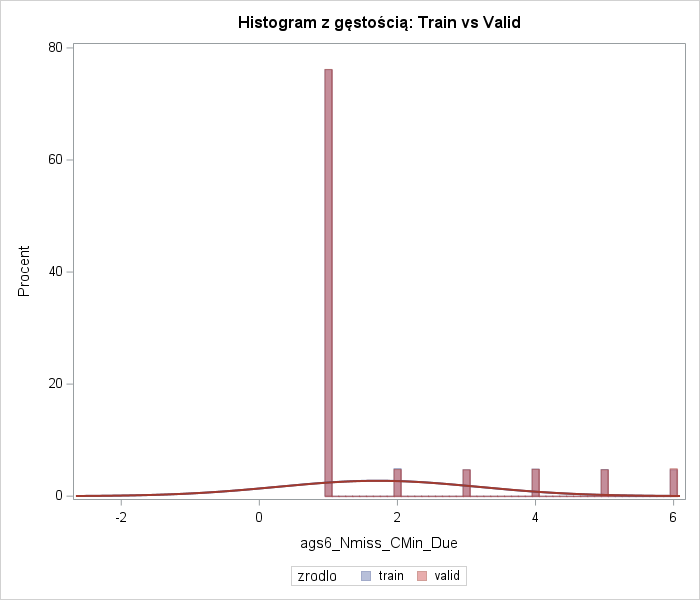 Histogram z gęstością: Train vs Valid
80
60
40
20
0
Procent
-2 0 2 4 6
ags6_Nmiss_CMin_Due
zrodlo train valid